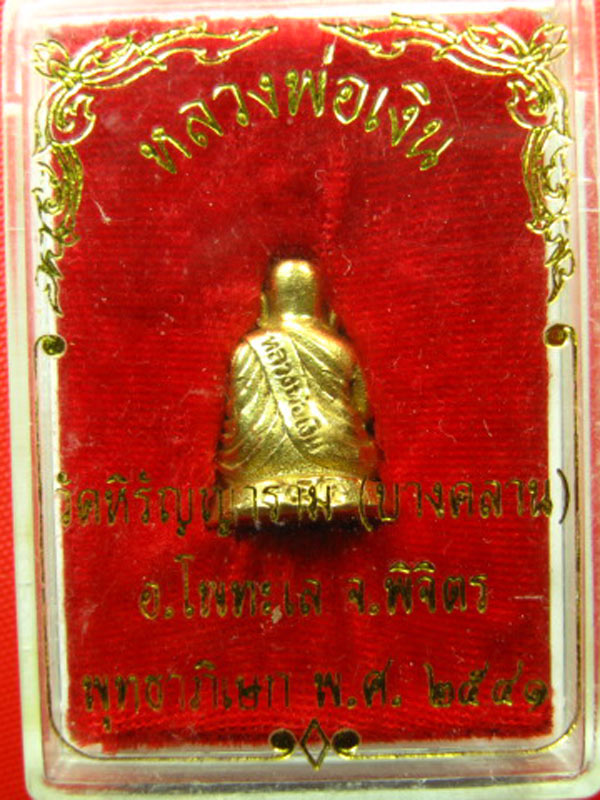 หลวงพ่อเงิน
หลวงพ่อเงิน
วัดหิรัญญาราม (บางคลาน)
อ.โพทะเล จ.พิจิตร
พุทธาภิเษก พ.ศ. ๒๕๔๑